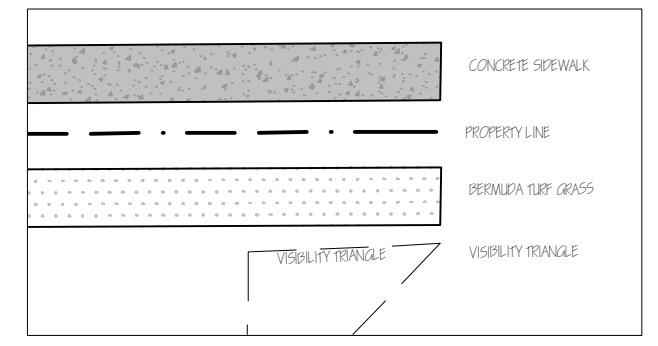 CONCRETE SIDEWALK
PROPERTY LINE
BERMUDA TURF GRASS
VISIBILITY TRIANGLE
VISIBILITY TRIANGLE